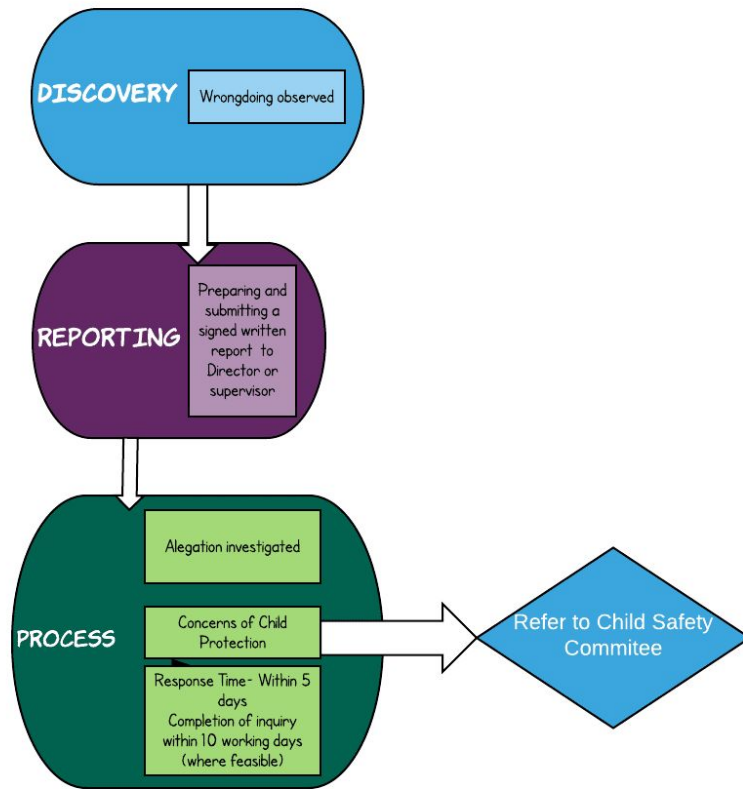 DISCOVERY
Wrongdoing observed
REPORTING
Preparing and
submitting a
signed written
report to
Director or
supervisor
Alegation investigated
PROCESS
Concerns of Child
Protection
Refer to Child Safety
Commitee
Response Time- Within 5
days
Completion of inquiry
within 10 working days
(where feasible)